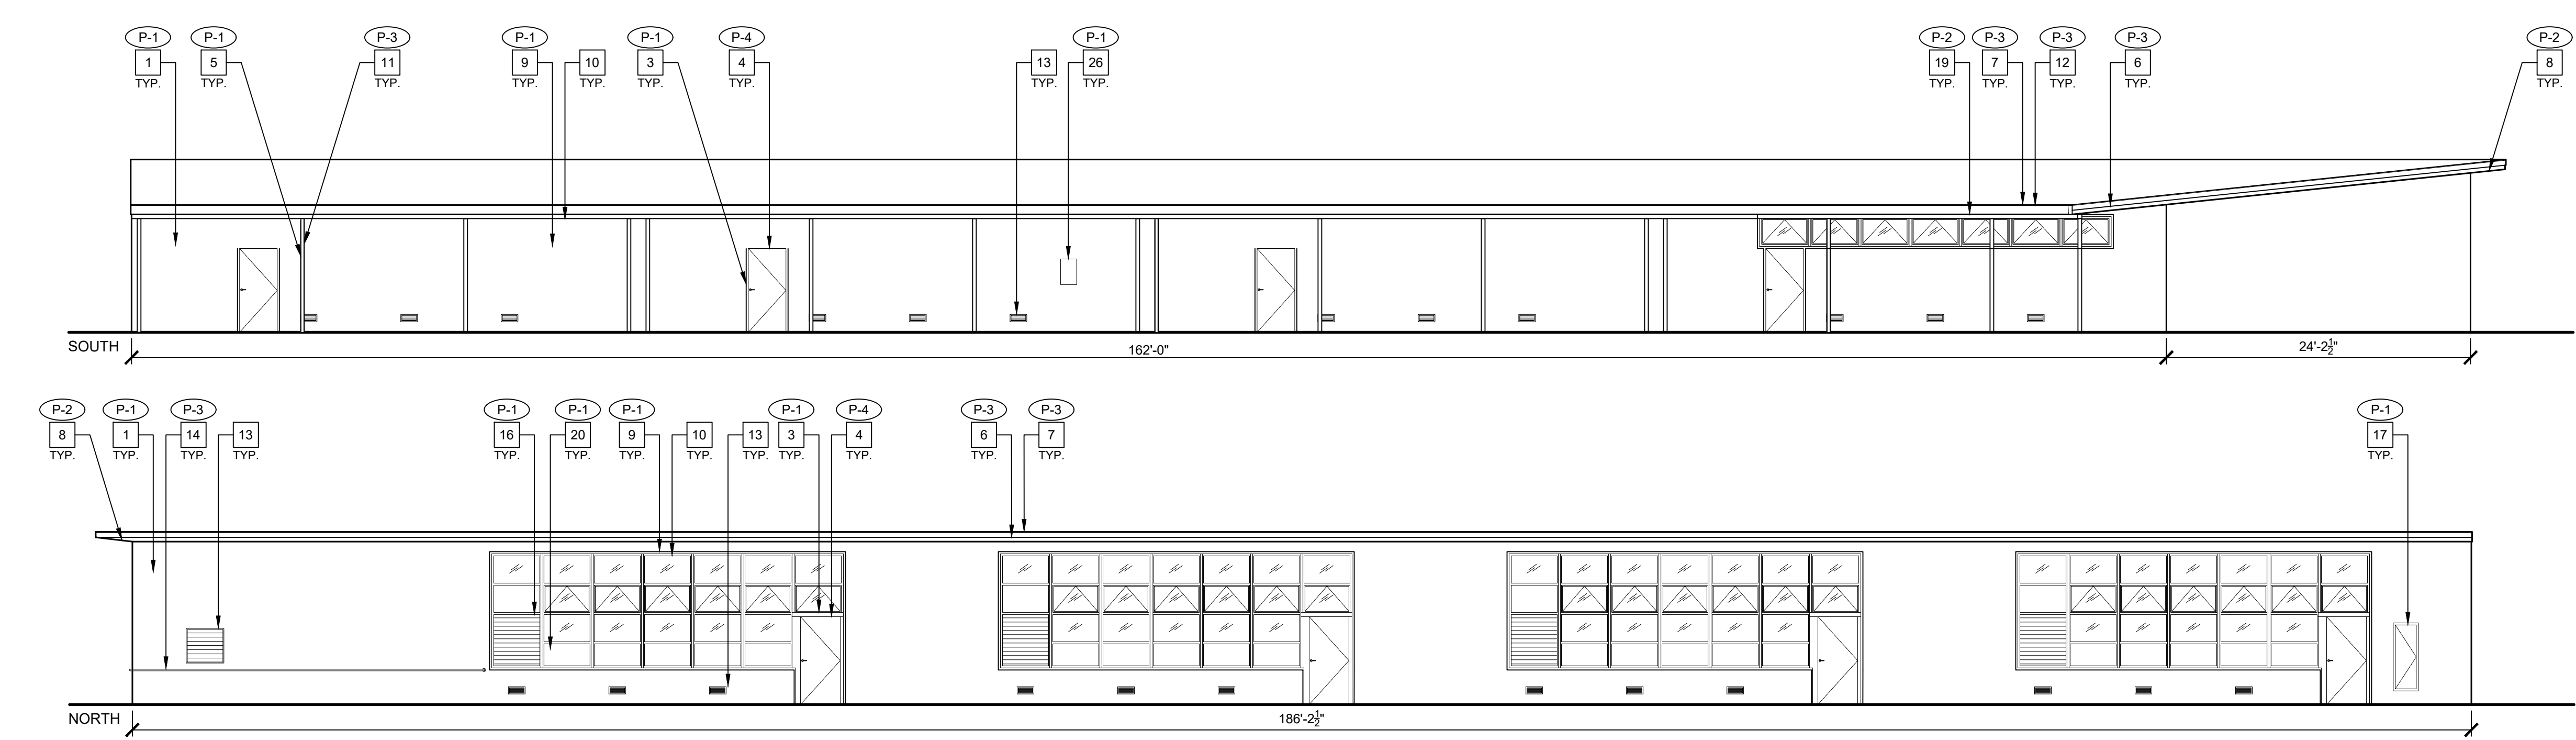 P-1 P-1 P-3 P-1 P-1 P-4 P-1 P-2 P-3 P-3 P-3 P-2
1 5 11 9 10 3 4 13 26 19 7 12 6 8
TYP. TYP. TYP. TYP. TYP. TYP. TYP. TYP. TYP. TYP. TYP. TYP. TYP. TYP.
SOUTH
162'-0" 24'-2½"
P-2 P-1 P-3 P-1 P-1 P-1 P-1 P-4 P-3 P-3 P-1
8 1 14 13 16 20 9 10 13 3 4 6 7 17
TYP. TYP. TYP. TYP. TYP. TYP. TYP. TYP. TYP. TYP. TYP. TYP. TYP. TYP.
NORTH
186'-2½"